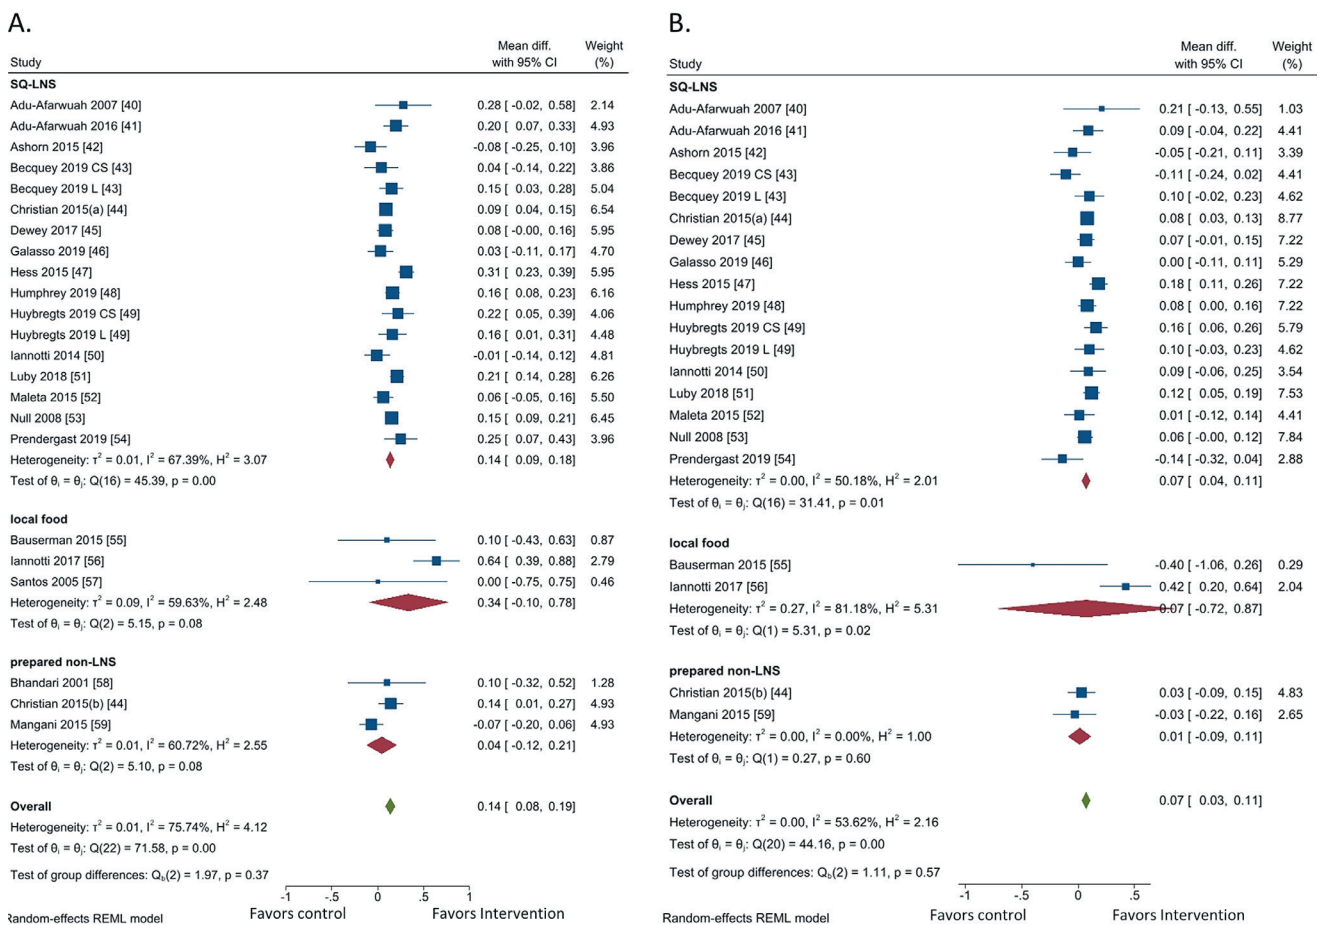 A.
Mean diff. Weight
Study with 95% CI (%)
SQ-LNS
Adu-Afarwuah 2007 [40] 0.28 [ -0.02, 0.58] 2.14
Adu-Afarwuah 2016 [41] 0.20 [ 0.07, 0.33] 4.93
Ashorn 2015 [42] -0.08 [ -0.25, 0.10] 3.96
Becquey 2019 CS [43] 0.04 [ -0.14, 0.22] 3.86
Becquey 2019 L [43] 0.15 [ 0.03, 0.28] 5.04
Christian 2015(a) [44] 0.09 [ 0.04, 0.15] 6.54
Dewey 2017 [45] 0.08 [ -0.00, 0.16] 5.95
Galasso 2019 [46] 0.03 [ -0.11, 0.17] 4.70
Hess 2015 [47] 0.31 [ 0.23, 0.39] 5.95
Humphrey 2019 [48] 0.16 [ 0.08, 0.23] 6.16
Huybregts 2019 CS [49] 0.22 [ 0.05, 0.39] 4.06
Huybregts 2019 L [49] 0.16 [ 0.01, 0.31] 4.48
Iannotti 2014 [50] -0.01 [ -0.14, 0.12] 4.81
Luby 2018 [51] 0.21 [ 0.14, 0.28] 6.26
Maleta 2015 [52] 0.06 [ -0.05, 0.16] 5.50
Null 2008 [53] 0.15 [ 0.09, 0.21] 6.45
Prendergast 2019 [54] 0.25 [ 0.07, 0.43] 3.96
Heterogeneity: τ² = 0.01, I² = 67.39%, H² = 3.07 0.14 [ 0.09, 0.18]
Test of θᵢ = θⱼ: Q(16) = 45.39, p = 0.00
local food
Bauserman 2015 [55] 0.10 [ -0.43, 0.63] 0.87
Iannotti 2017 [56] 0.64 [ 0.39, 0.88] 2.79
Santos 2005 [57] 0.00 [ -0.75, 0.75] 0.46
Heterogeneity: τ² = 0.09, I² = 59.63%, H² = 2.48 0.34 [ -0.10, 0.78]
Test of θᵢ = θⱼ: Q(2) = 5.15, p = 0.08
prepared non-LNS
Bhandari 2001 [58] 0.10 [ -0.32, 0.52] 1.28
Christian 2015(b) [44] 0.14 [ 0.01, 0.27] 4.93
Mangani 2015 [59] -0.07 [ -0.20, 0.06] 4.93
Heterogeneity: τ² = 0.01, I² = 60.72%, H² = 2.55 0.04 [ -0.12, 0.21]
Test of θᵢ = θⱼ: Q(2) = 5.10, p = 0.08
Overall 0.14 [ 0.08, 0.19]
Heterogeneity: τ² = 0.01, I² = 75.74%, H² = 4.12
Test of θᵢ = θⱼ: Q(22) = 71.58, p = 0.00
Test of group differences: Q_b(2) = 1.97, p = 0.37
-1 -.5 0 .5 1
Favors control Favors Intervention
Random-effects REML model
B.
Mean diff. Weight
Study with 95% CI (%)
SQ-LNS
Adu-Afarwuah 2007 [40] 0.21 [ -0.13, 0.55] 1.03
Adu-Afarwuah 2016 [41] 0.09 [ -0.04, 0.22] 4.41
Ashorn 2015 [42] -0.05 [ -0.21, 0.11] 3.39
Becquey 2019 CS [43] -0.11 [ -0.24, 0.02] 4.41
Becquey 2019 L [43] 0.10 [ -0.02, 0.23] 4.62
Christian 2015(a) [44] 0.08 [ 0.03, 0.13] 8.77
Dewey 2017 [45] 0.07 [ -0.01, 0.15] 7.22
Galasso 2019 [46] 0.00 [ -0.11, 0.11] 5.29
Hess 2015 [47] 0.18 [ 0.11, 0.26] 7.22
Humphrey 2019 [48] 0.08 [ 0.00, 0.16] 7.22
Huybregts 2019 CS [49] 0.16 [ 0.06, 0.26] 5.79
Huybregts 2019 L [49] 0.10 [ -0.03, 0.23] 4.62
Iannotti 2014 [50] 0.09 [ -0.06, 0.25] 3.54
Luby 2018 [51] 0.12 [ 0.05, 0.19] 7.53
Maleta 2015 [52] 0.01 [ -0.12, 0.14] 4.41
Null 2008 [53] 0.06 [ -0.00, 0.12] 7.84
Prendergast 2019 [54] -0.14 [ -0.32, 0.04] 2.88
Heterogeneity: τ² = 0.00, I² = 50.18%, H² = 2.01 0.07 [ 0.04, 0.11]
Test of θᵢ = θⱼ: Q(16) = 31.41, p = 0.01
local food
Bauserman 2015 [55] -0.40 [ -1.06, 0.26] 0.29
Iannotti 2017 [56] 0.42 [ 0.20, 0.64] 2.04
Heterogeneity: τ² = 0.27, I² = 81.18%, H² = 5.31 0.07 [ -0.72, 0.87]
Test of θᵢ = θⱼ: Q(1) = 5.31, p = 0.02
prepared non-LNS
Christian 2015(b) [44] 0.03 [ -0.09, 0.15] 4.83
Mangani 2015 [59] -0.03 [ -0.22, 0.16] 2.65
Heterogeneity: τ² = 0.00, I² = 0.00%, H² = 1.00 0.01 [ -0.09, 0.11]
Test of θᵢ = θⱼ: Q(1) = 0.27, p = 0.60
Overall 0.07 [ 0.03, 0.11]
Heterogeneity: τ² = 0.00, I² = 53.62%, H² = 2.16
Test of θᵢ = θⱼ: Q(20) = 44.16, p = 0.00
Test of group differences: Q_b(2) = 1.11, p = 0.57
-1 -.5 0 .5
Favors control Favors Intervention
Random-effects REML model